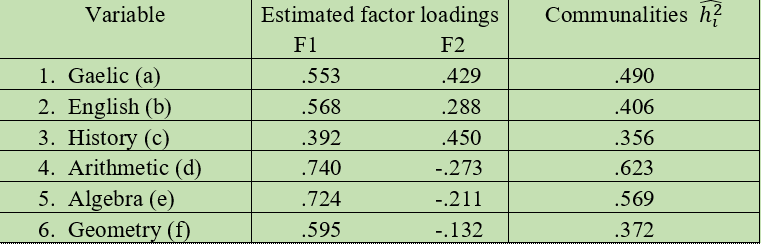 Variable Estimated factor loadings Communalities $\widehat{h_i^2}$
F1 F2
1. Gaelic (a) .553 .429 .490
2. English (b) .568 .288 .406
3. History (c) .392 .450 .356
4. Arithmetic (d) .740 -.273 .623
5. Algebra (e) .724 -.211 .569
6. Geometry (f) .595 -.132 .372